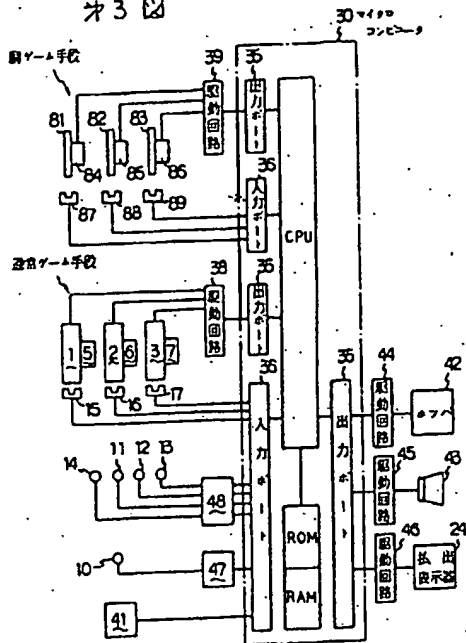 第3図
30 マイクロ
コンピュータ
副ゲーム手段
39
駆動回路
35
出力ポート
81
82
83
84
85
86
36
入力ポート
87
88
89
CPU
遊戯ゲーム手段
38
駆動回路
35
出力ポート
1
5
2
6
3
7
15
16
17
36
入力ポート
35
出力ポート
44
駆動回路
42
ホッパ
45
駆動回路
43
46
駆動回路
24
払出表示器
14
11
12
13
48
10
47
41
ROM
RAM